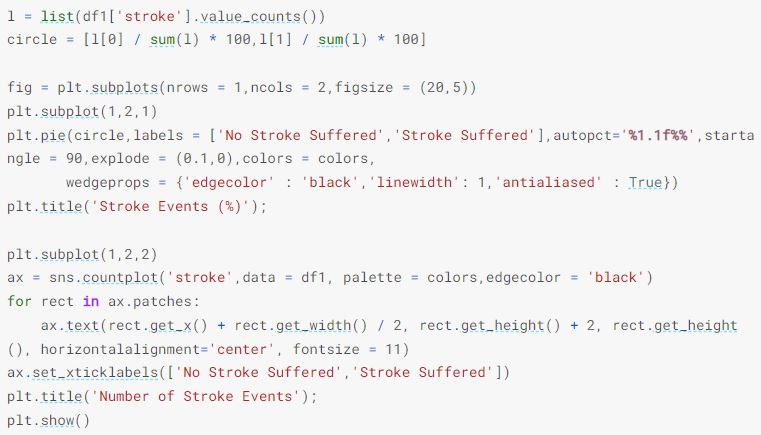 l = list(df1['stroke'].value_counts())
circle = [l[0] / sum(l) * 100,l[1] / sum(l) * 100]

fig = plt.subplots(nrows = 1,ncols = 2,figsize = (20,5))
plt.subplot(1,2,1)
plt.pie(circle,labels = ['No Stroke Suffered','Stroke Suffered'],autopct='%1.1f%%',starta
ngle = 90,explode = (0.1,0),colors = colors,
       wedgeprops = {'edgecolor' : 'black','linewidth': 1,'antialiased' : True})
plt.title('Stroke Events (%)');

plt.subplot(1,2,2)
ax = sns.countplot('stroke',data = df1, palette = colors,edgecolor = 'black')
for rect in ax.patches:
    ax.text(rect.get_x() + rect.get_width() / 2, rect.get_height() + 2, rect.get_height
(), horizontalalignment='center', fontsize = 11)
ax.set_xticklabels(['No Stroke Suffered','Stroke Suffered'])
plt.title('Number of Stroke Events');
plt.show()